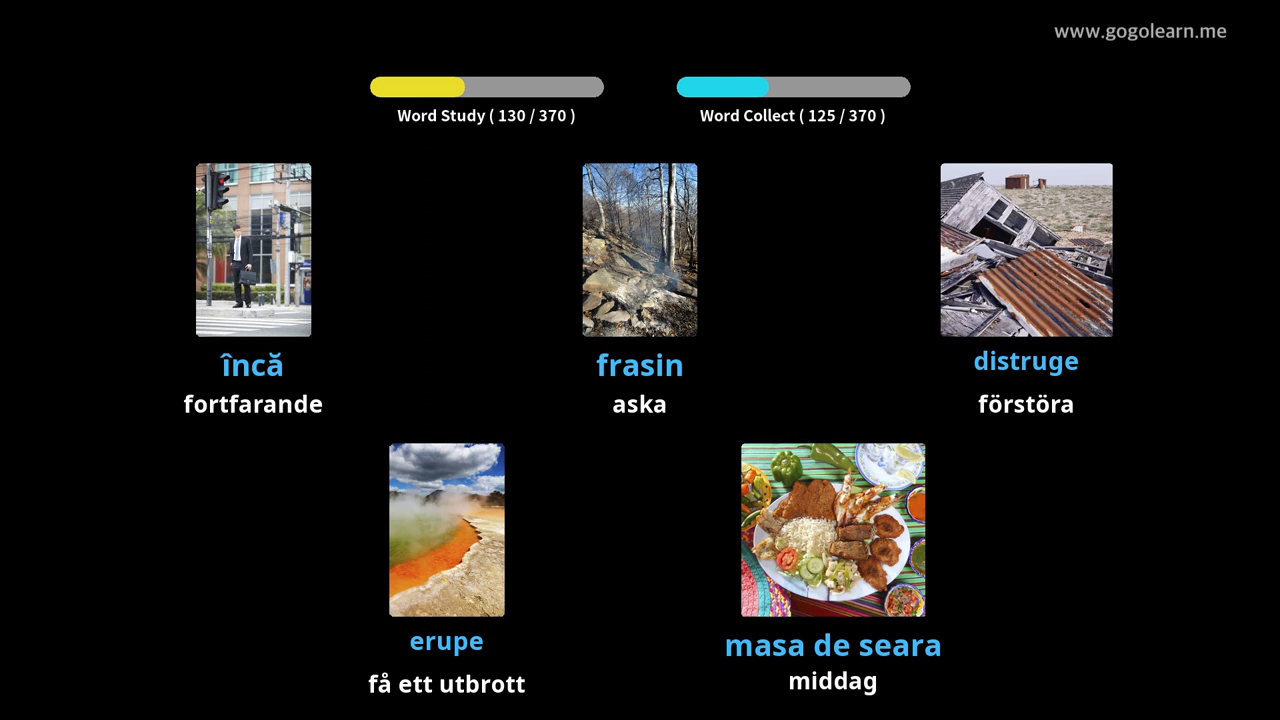 www.gogolearn.me
Word Study ( 130 / 370 )
Word Collect ( 125 / 370 )
încă
fortfarande
frasin
aska
distruge
förstöra
erupe
få ett utbrott
masa de seara
middag